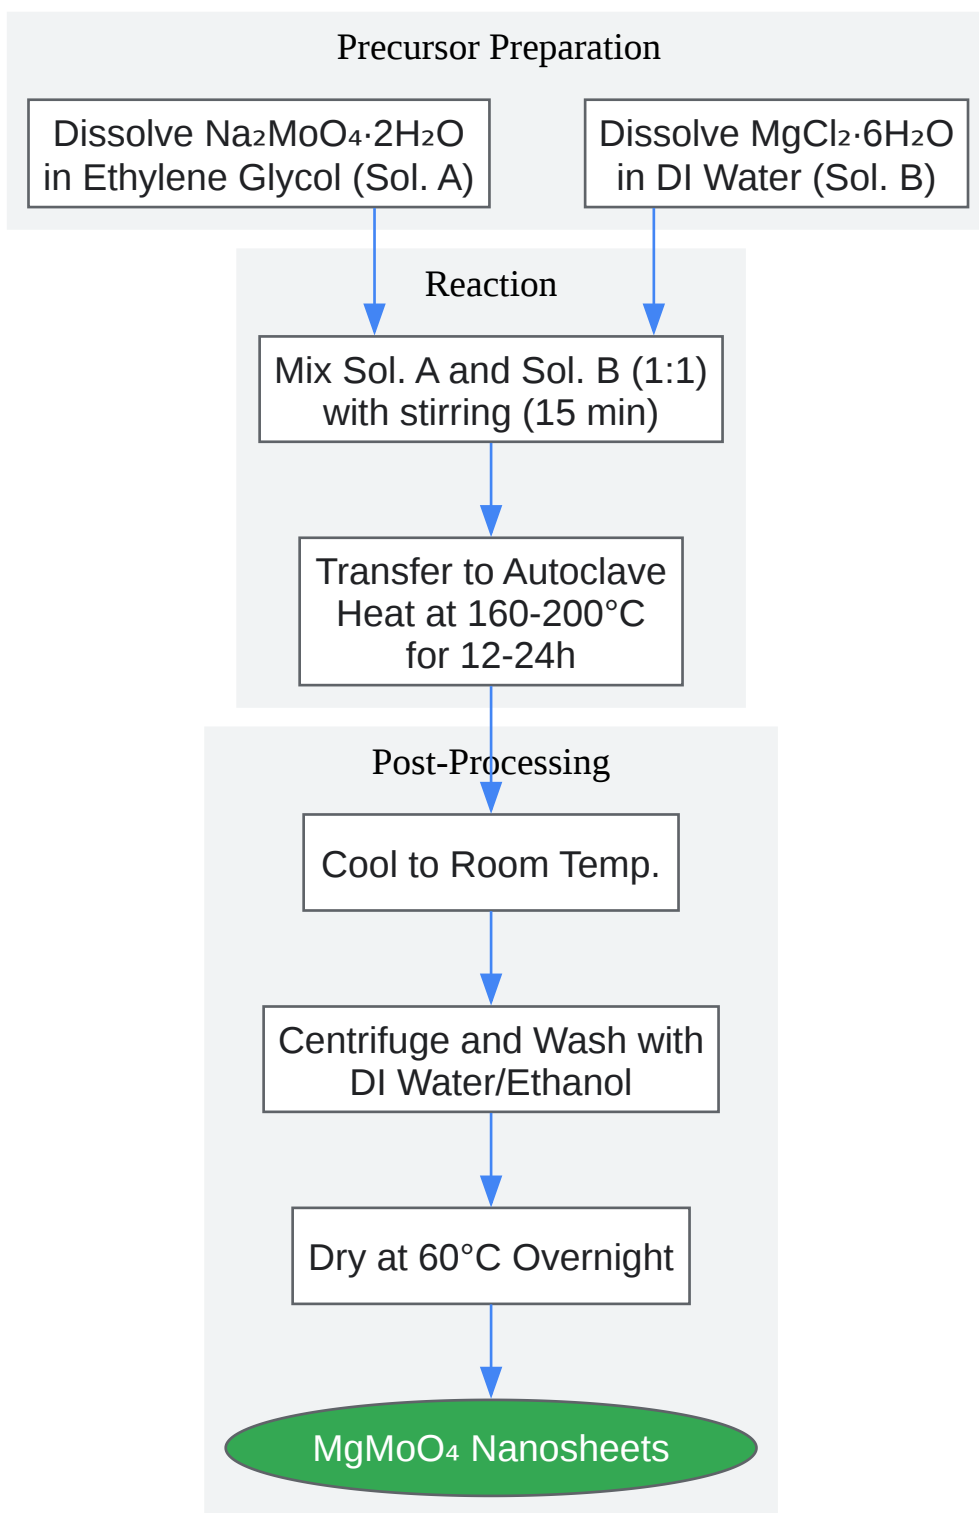 Precursor Preparation
Dissolve Na₂MoO₄·2H₂O
in Ethylene Glycol (Sol. A)
Dissolve MgCl₂·6H₂O
in DI Water (Sol. B)
Reaction
Mix Sol. A and Sol. B (1:1)
with stirring (15 min)
Transfer to Autoclave
Heat at 160-200°C
for 12-24h
Post-Processing
Cool to Room Temp.
Centrifuge and Wash with
DI Water/Ethanol
Dry at 60°C Overnight
MgMoO₄ Nanosheets